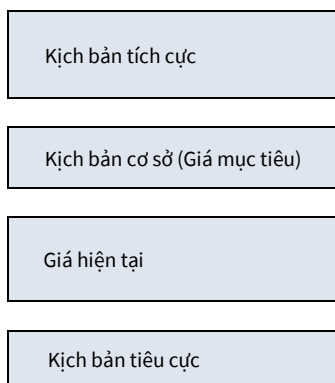 Kịch bản tích cực
Kịch bản cơ sở (Giá mục tiêu)
Giá hiện tại
Kịch bản tiêu cực